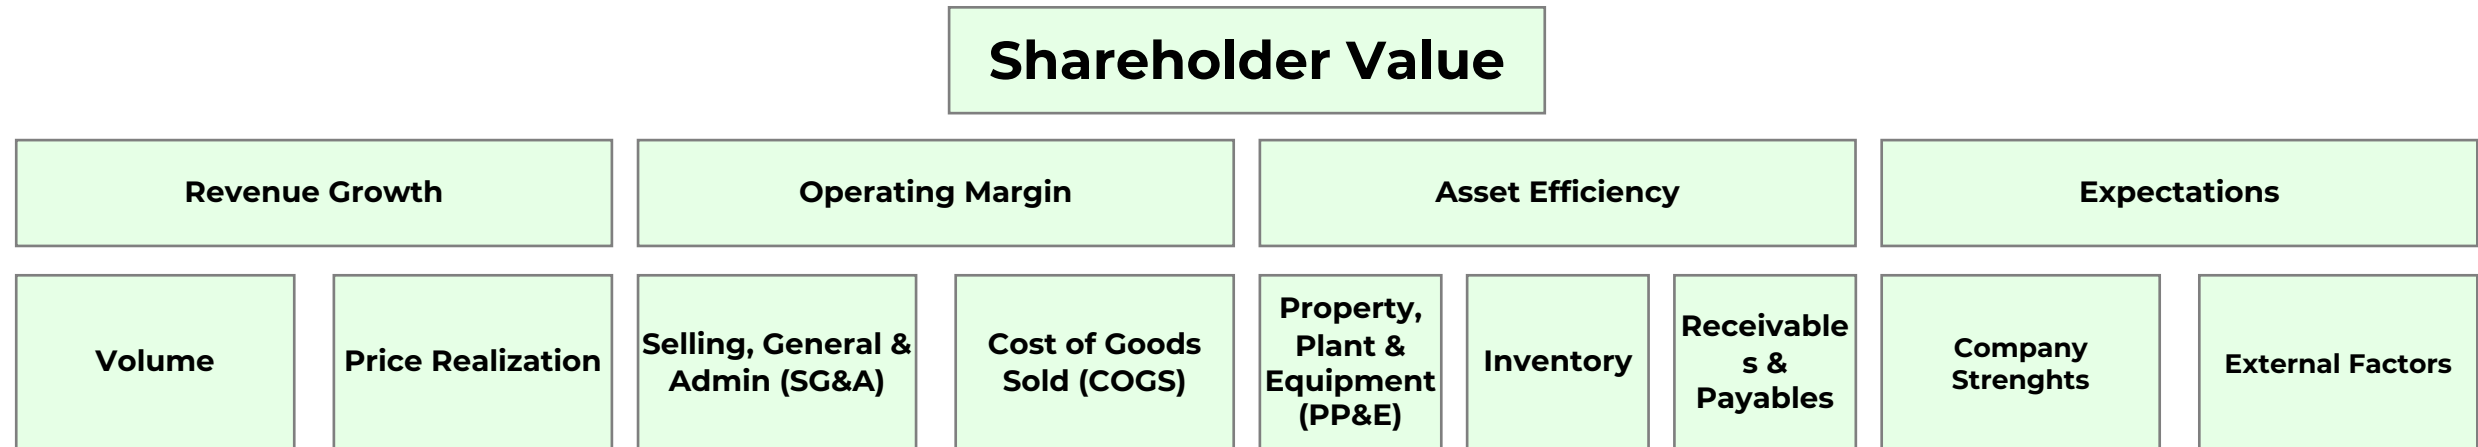 Shareholder Value
Revenue Growth
Operating Margin
Asset Efficiency
Expectations
Volume
Price Realization
Selling, General &
Admin (SG&A)
Cost of Goods
Sold (COGS)
Property,
Plant &
Equipment
(PP&E)
Inventory
Receivable
s &
Payables
Company
Strenghts
External Factors